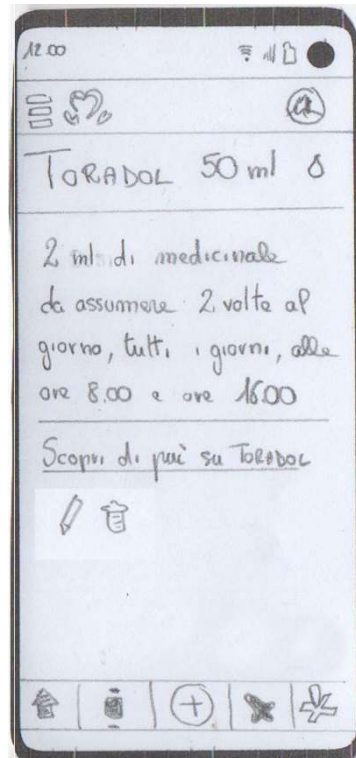 12.00
@
TORADOL 50 ml
2 ml di medicinale
da assumere 2 volte al
giorno, tutti i giorni, alle
ore 8.00 e ore 16.00
Scopri di più su TORADOL